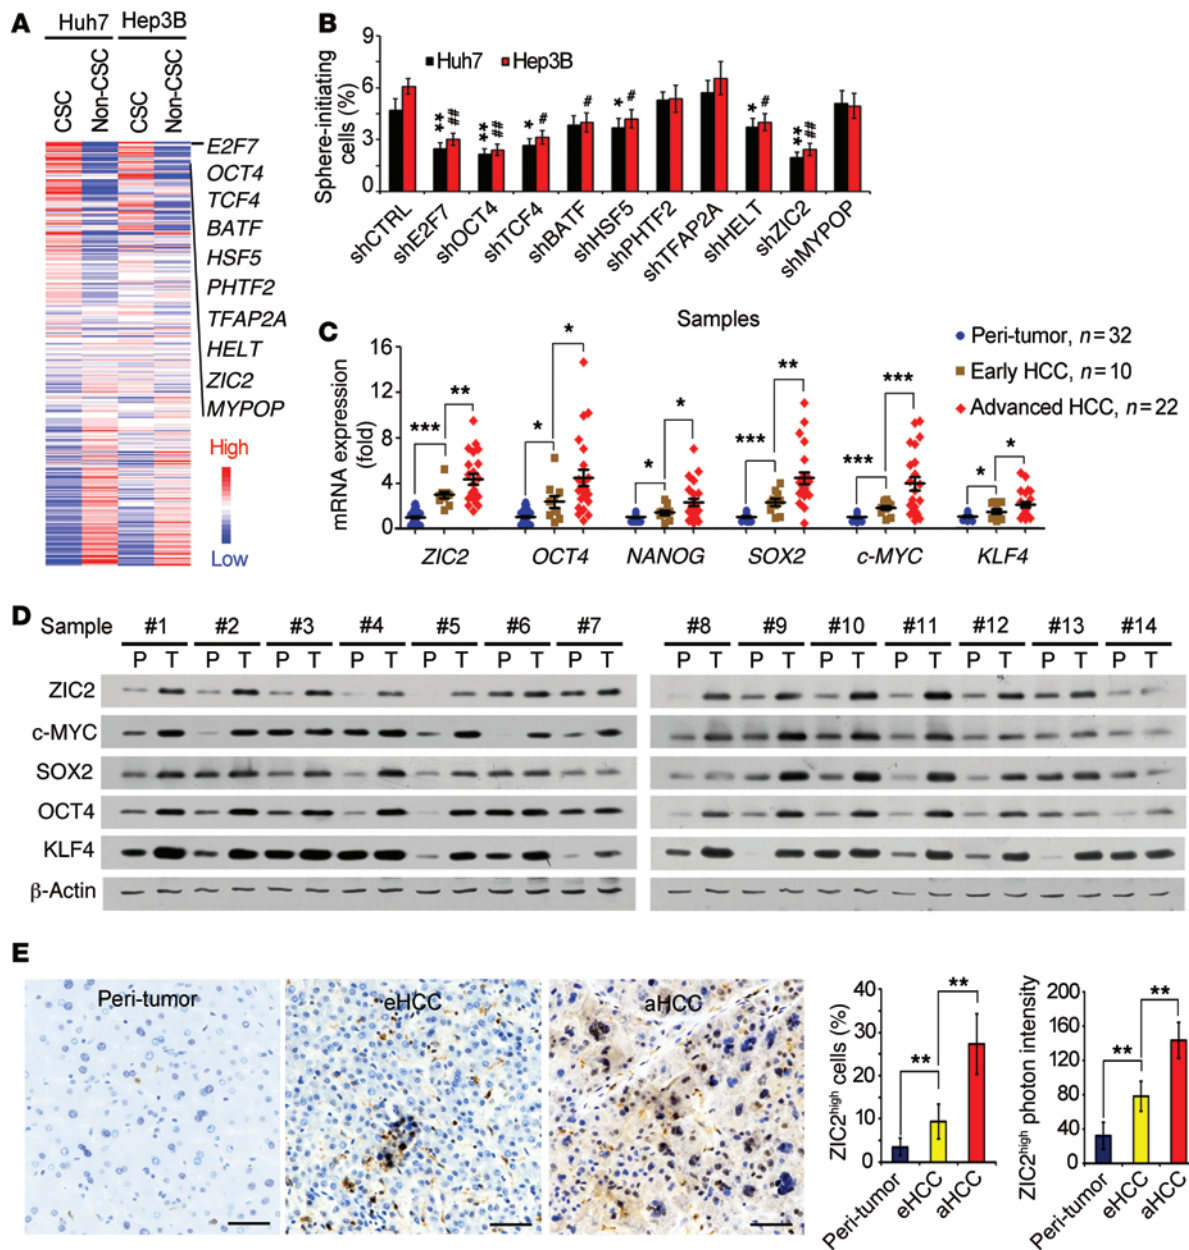 A
Huh7 Hep3B
CSC
Non-CSC
CSC
Non-CSC
E2F7
OCT4
TCF4
BATF
HSF5
PHTF2
TFAP2A
HELT
ZIC2
MYPOP
High
Low
B
Sphere-initiating
cells (%)
9
6
3
0
Huh7 Hep3B
** ## ** ## * # # * # * # ** ##
shCTRL
shE2F7
shOCT4
shTCF4
shBATF
shHSF5
shPHTF2
shTFAP2A
shHELT
shZIC2
shMYPOP
C
Samples
mRNA expression
(fold)
16
12
8
4
0
*** ** * * * * *** ** *** *** * *
ZIC2 OCT4 NANOG SOX2 c-MYC KLF4
Peri-tumor, n = 32
Early HCC, n = 10
Advanced HCC, n = 22
D
Sample #1 #2 #3 #4 #5 #6 #7 #8 #9 #10 #11 #12 #13 #14
P T P T P T P T P T P T P T P T P T P T P T P T P T P T
ZIC2
c-MYC
SOX2
OCT4
KLF4
β-Actin
E
Peri-tumor
eHCC
aHCC
ZIC2high cells (%)
40
30
20
10
0
** **
Peri-tumor
eHCC
aHCC
ZIC2high photon intensity
200
160
120
80
40
0
** **
Peri-tumor
eHCC
aHCC